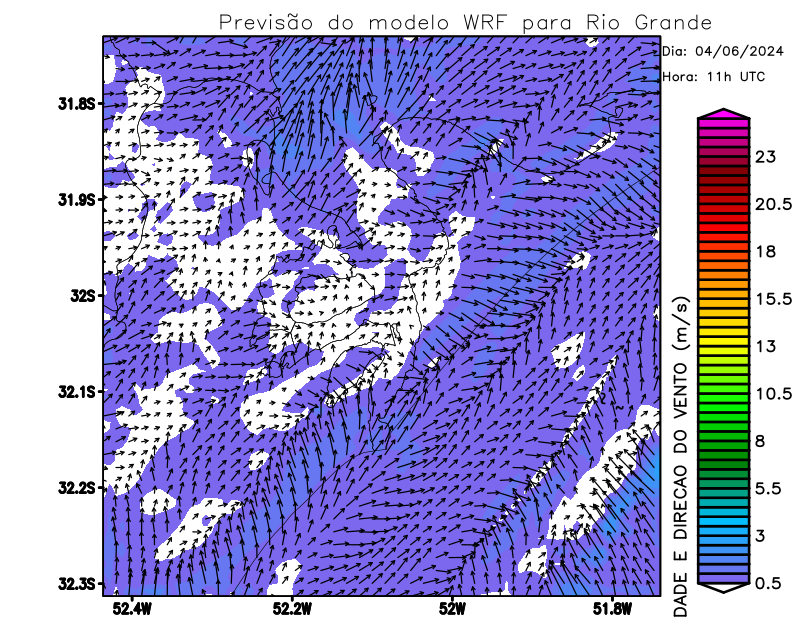 Previsão do modelo WRF para Rio Grande
Dia: 04/06/2024
Hora: 11h UTC
31.8S
31.9S
32S
32.1S
32.2S
32.3S
52.4W
52.2W
52W
51.8W
23
20.5
18
15.5
13
10.5
8
5.5
3
0.5
DADE E DIRECAO DO VENTO (m/s)